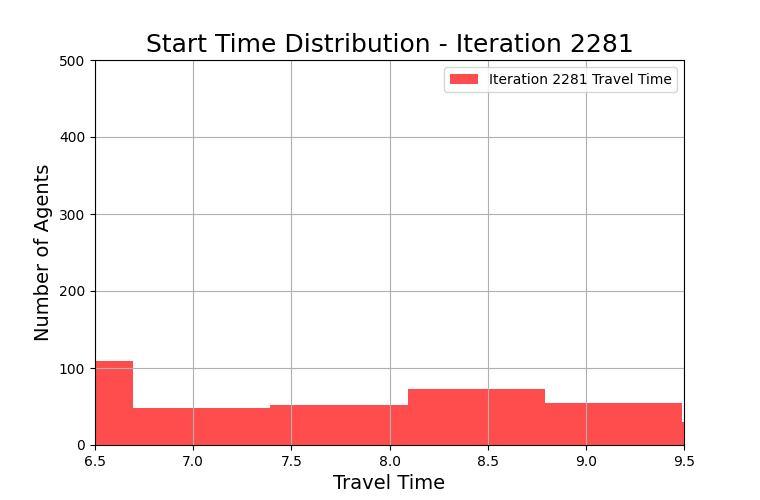 Start Time Distribution - Iteration 2281
Iteration 2281 Travel Time
Number of Agents
500
400
300
200
100
0
6.5 7.0 7.5 8.0 8.5 9.0 9.5
Travel Time